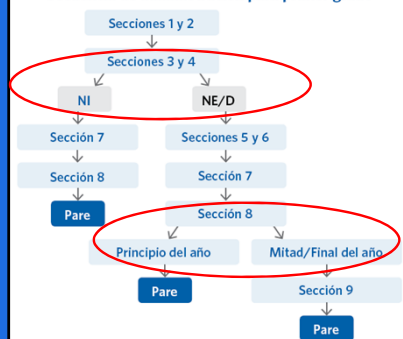 Secciones 1 y 2
Secciones 3 y 4
NI
NE/D
Sección 7
Secciones 5 y 6
Sección 8
Sección 7
Pare
Sección 8
Principio del año
Mitad/Final del año
Pare
Sección 9
Pare